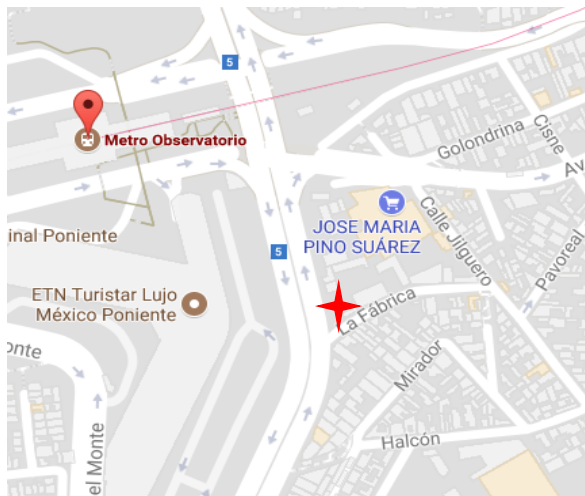 5
Metro Observatorio
Golondrina
Cisne
Av
JOSE MARIA
PINO SUÁREZ
Calle Jilguero
inal Poniente
5
Pavoreal
ETN Turistar Lujo
México Poniente
La Fábrica
Mirador
onte
Halcón
el Monte